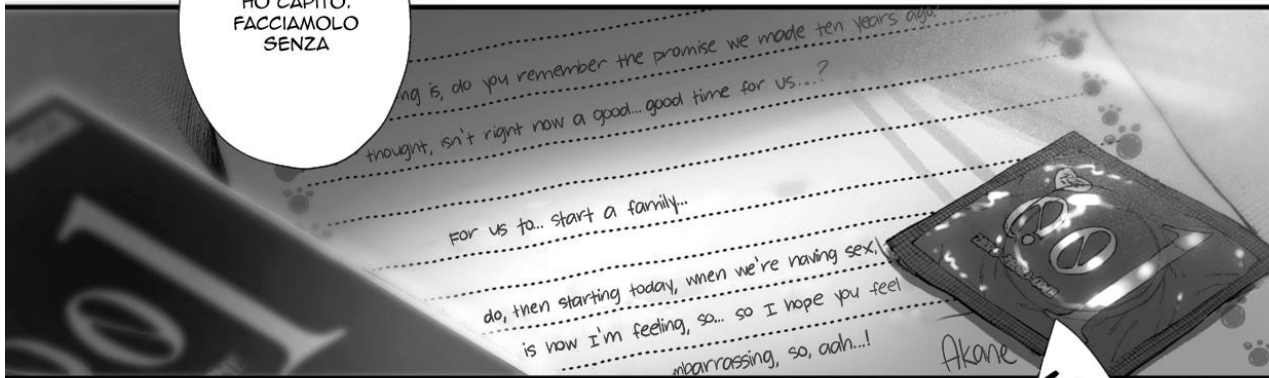 HO CAPITO.
FACCIAMOLO
SENZA
is, do you remember the promise we made ten years ago.
thought, isn't right now a good... good time for us...?
For us to... start a family...
do, then starting today, when we're having sex,
is how I'm feeling, so... so I hope you feel
so, aah...!
Akane
0.01